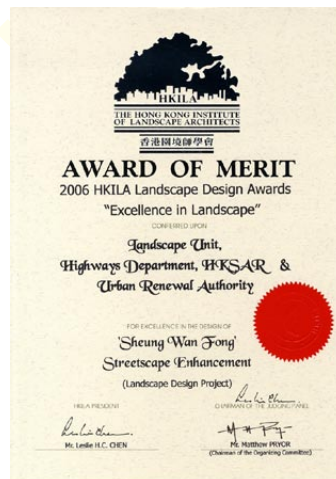 HKILA
THE HONG KONG INSTITUTE
OF LANDSCAPE ARCHITECTS
香港園境師學會
AWARD OF MERIT
2006 HKILA Landscape Design Awards
"Excellence in Landscape"
CONFERRED UPON
Landscape Unit,
Highways Department, HKSAR &
Urban Renewal Authority
FOR EXCELLENCE IN THE DESIGN OF
'Sheung Wan Fong'
Streetscape Enhancement
(Landscape Design Project)
HKILA PRESIDENT
CHAIRMAN OF THE JUDGING PANEL
Mr. Leslie H.C. CHEN
Mr. Matthew PRYOR
(Chairman of the Organizing Committee)